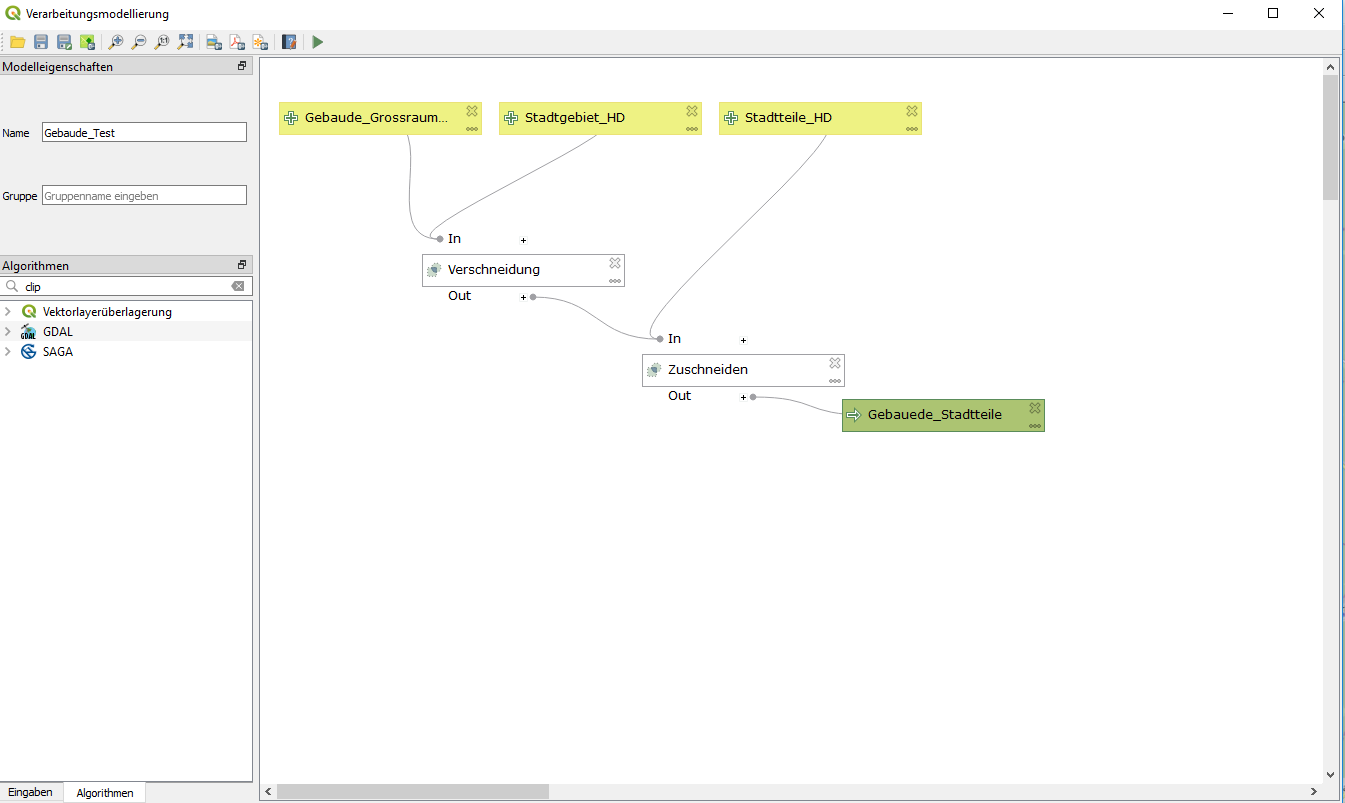 Verarbeitungsmodellierung
Modelleigenschaften
Name Gebaude_Test
Gruppe Gruppenname eingeben
Algorithmen
clip
Vektorlayerüberlagerung
GDAL GDAL
SAGA
Eingaben Algorithmen
Gebaude_Grossraum... Stadtgebiet_HD Stadtteile_HD
In +
Verschneidung
Out +
In +
Zuschneiden
Out +
Gebauede_Stadtteile